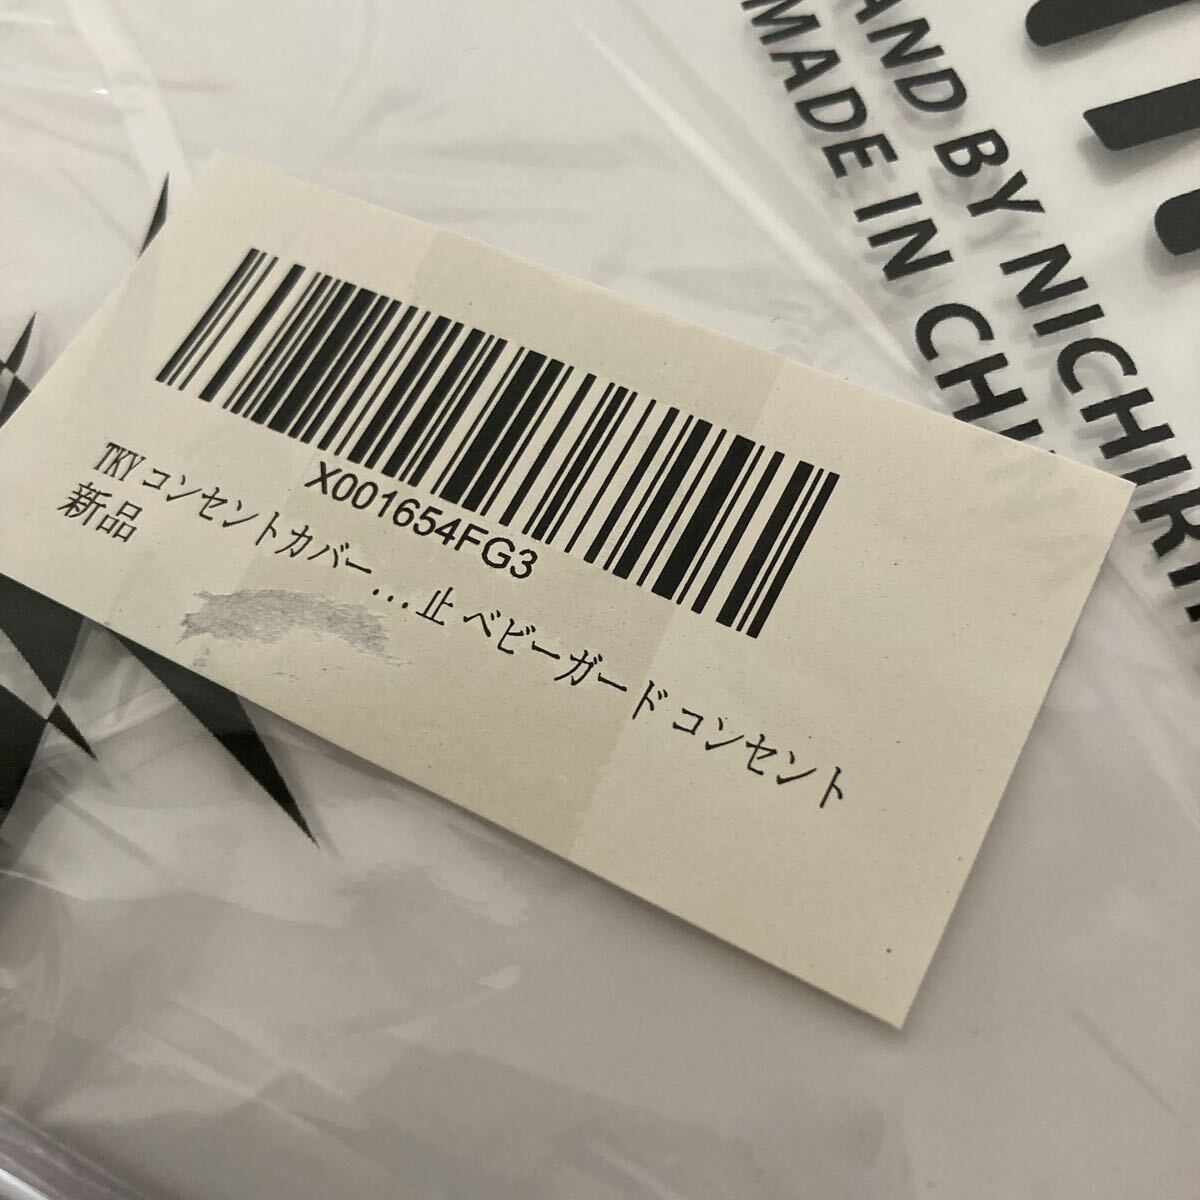 AND BY NICHIRI
MADE IN CHI
X001654FG3
TKY コンセントカバー...止 ベビーガード コンセント
新品